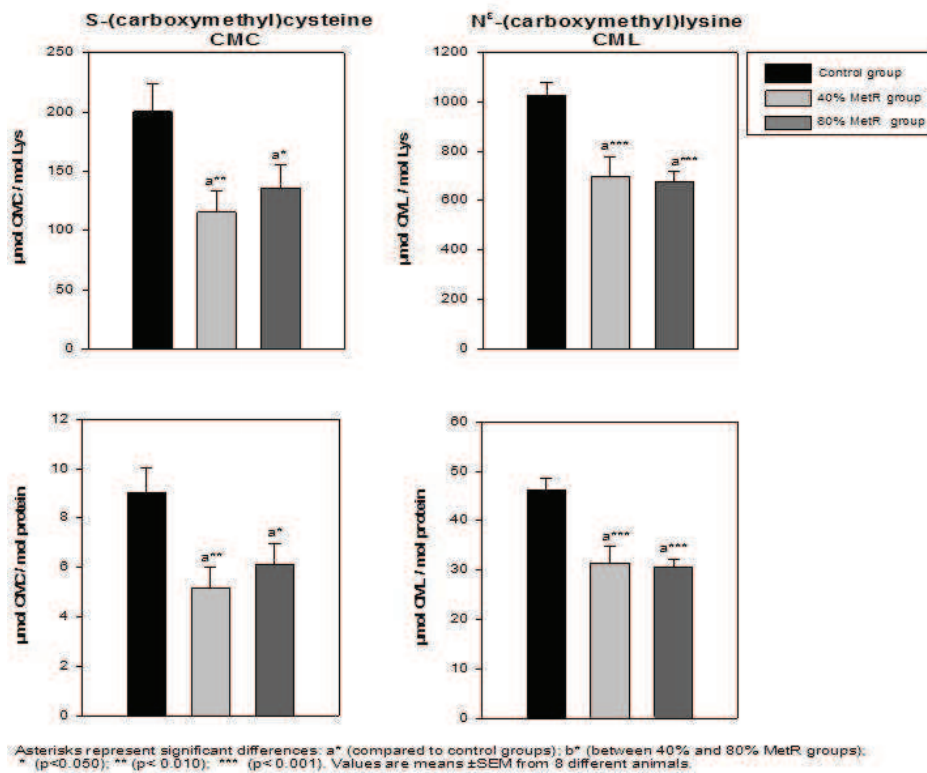 S-(carboxymethyl)cysteine
CMC
Nᵋ-(carboxymethyl)lysine
CML
Control group
40% MetR group
80% MetR group
µmol CMC / mol Lys
250
200
150
100
50
0
a**
a*
µmol CML / mol Lys
1200
1000
800
600
400
200
0
a***
a***
µmol CMC / mol protein
12
10
8
6
4
2
0
a**
a*
µmol CML / mol protein
60
50
40
30
20
10
0
a***
a***
Asterisks represent significant differences: a* (compared to control groups); b* (between 40% and 80% MetR groups);
* (p<0.050); ** (p< 0.010); *** (p< 0.001). Values are means ±SEM from 8 different animals.